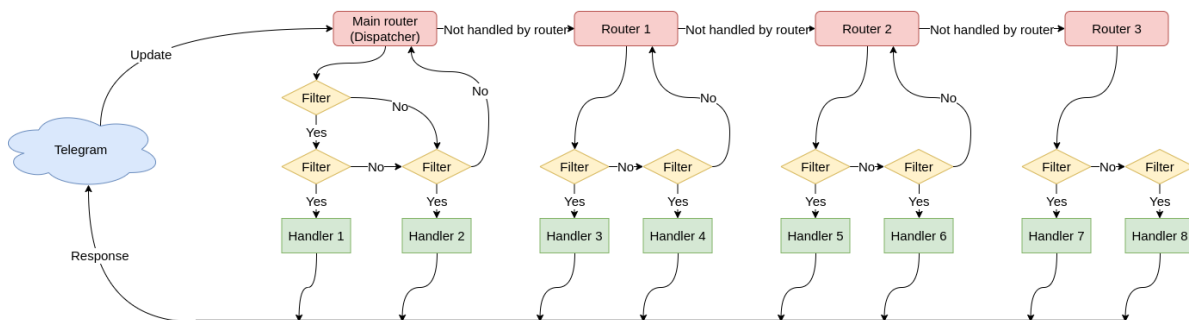 Main router
(Dispatcher)
Not handled by router
Router 1
Not handled by router
Router 2
Not handled by router
Router 3
Update
Filter
No
No
No
No
Yes
Telegram
Filter
No
Filter
Filter
No
Filter
Filter
No
Filter
Filter
No
Filter
Yes
Yes
Yes
Yes
Yes
Yes
Yes
Yes
Handler 1
Handler 2
Handler 3
Handler 4
Handler 5
Handler 6
Handler 7
Handler 8
Response